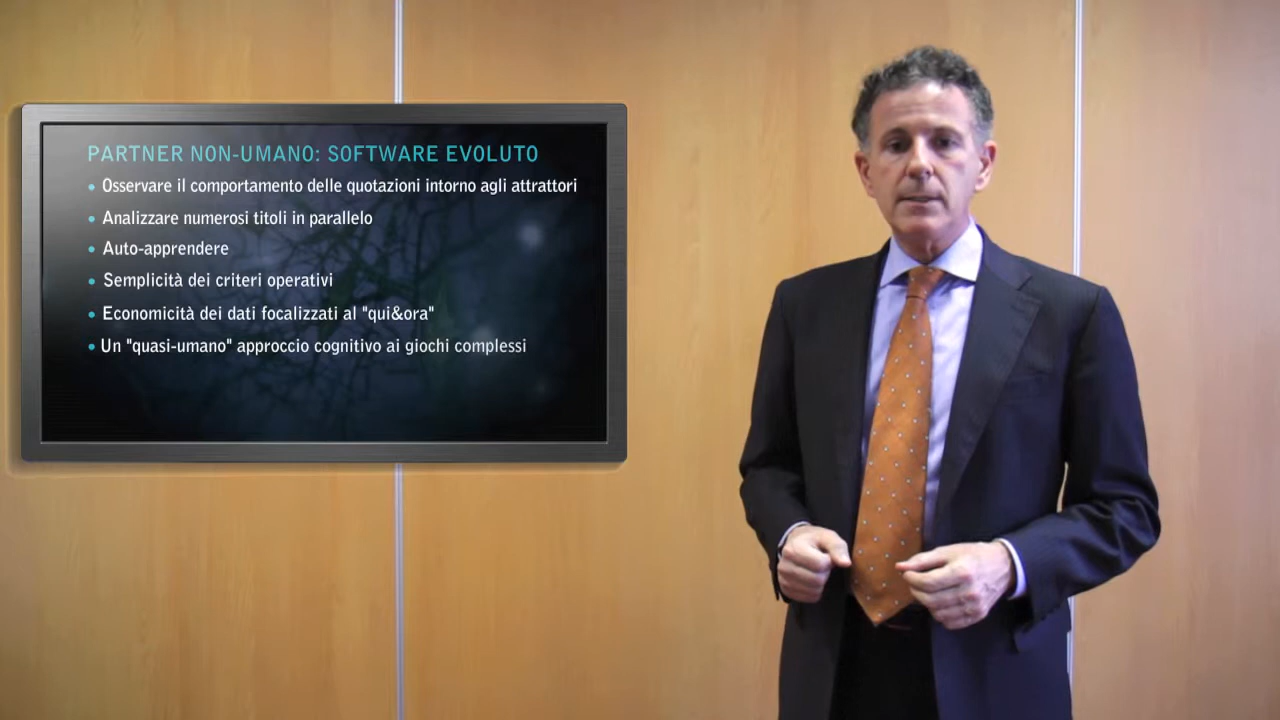 PARTNER NON-UMANO: SOFTWARE EVOLUTO
• Osservare il comportamento delle quotazioni intorno agli attrattori
• Analizzare numerosi titoli in parallelo
• Auto-apprendere
• Semplicità dei criteri operativi
• Economicità dei dati focalizzati al "qui&ora"
• Un "quasi-umano" approccio cognitivo ai giochi complessi